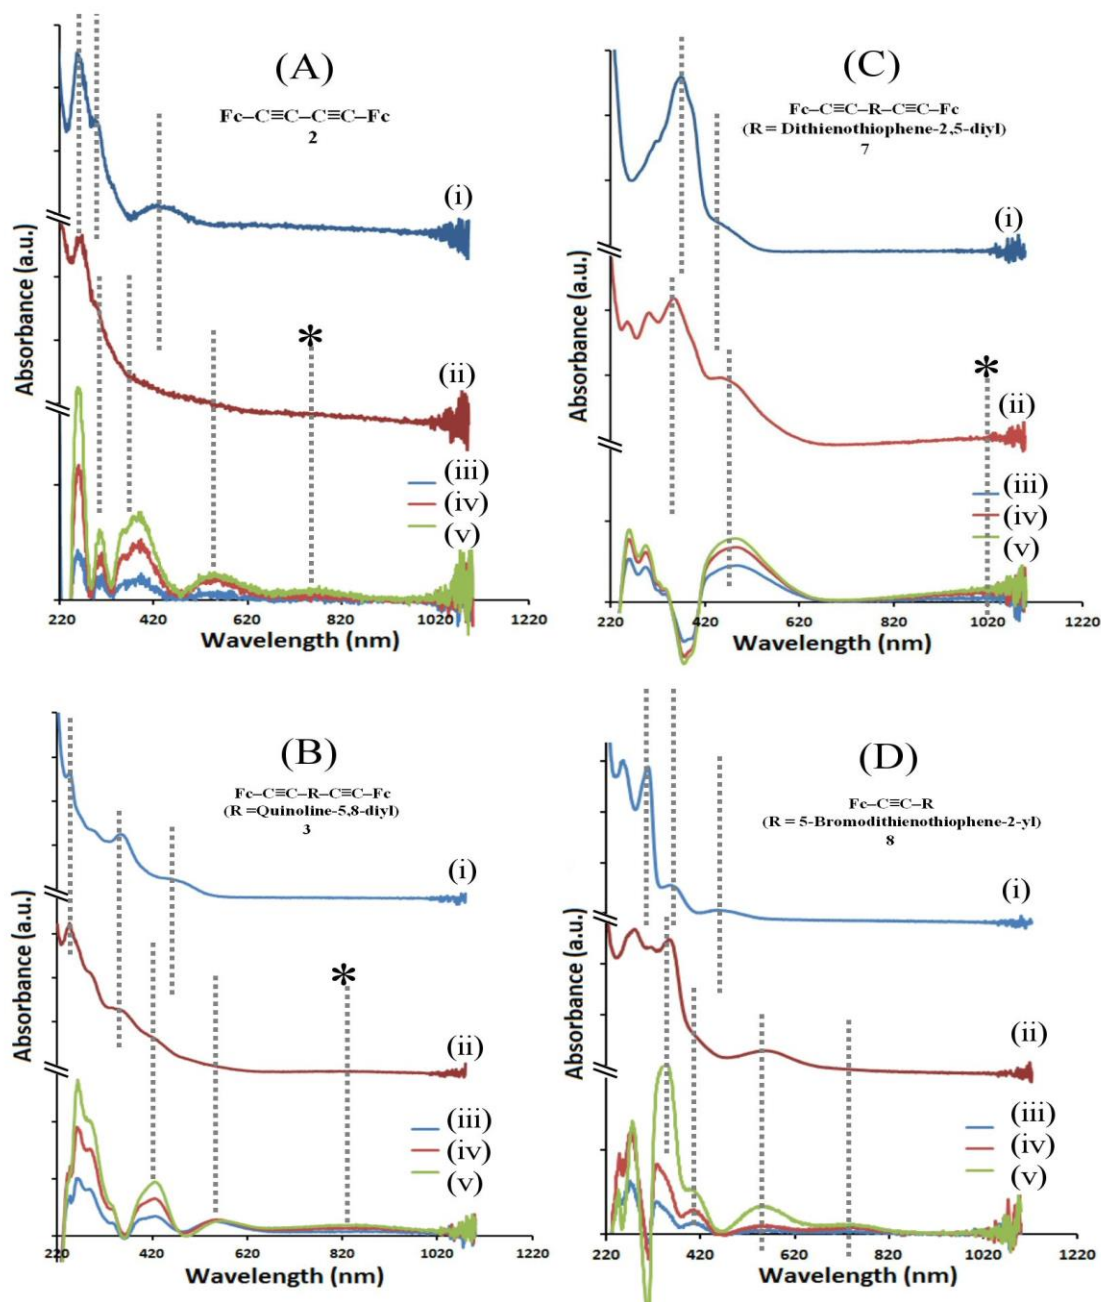 (A)
Fc–C≡C–C≡C–Fc
2
(i)
*
(ii)
(iii)
(iv)
(v)
Absorbance (a.u.)
220 420 620 820 1020 1220
Wavelength (nm)
(C)
Fc–C≡C–R–C≡C–Fc
(R = Dithienothiophene-2,5-diyl)
7
(i)
*
(ii)
(iii)
(iv)
(v)
Absorbance (a.u.)
220 420 620 820 1020 1220
Wavelength (nm)
(B)
Fc–C≡C–R–C≡C–Fc
(R =Quinoline-5,8-diyl)
3
(i)
*
(ii)
(iii)
(iv)
(v)
Absorbance (a.u.)
220 420 620 820 1020 1220
Wavelength (nm)
(D)
Fc–C≡C–R
(R = 5-Bromodithienothiophene-2-yl)
8
(i)
(ii)
(iii)
(iv)
(v)
Absorbance (a.u.)
220 420 620 820 1020 1220
Wavelength (nm)